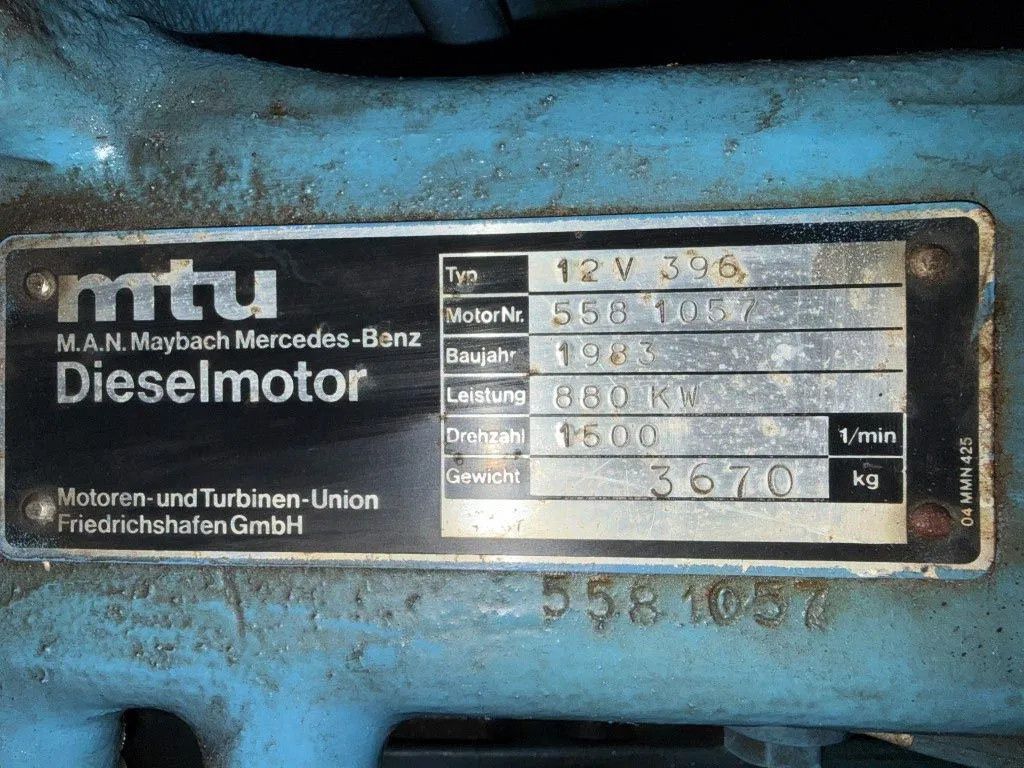 mtu
M.A.N. Maybach Mercedes-Benz
Dieselmotor
Motoren- und Turbinen-Union
Friedrichshafen GmbH
Typ 12 V 396
Motor Nr. 558 1057
Baujahr 1983
Leistung 880 KW
Drehzahl 1500 1/min
Gewicht 3670 kg
04 MMN 425
5581057